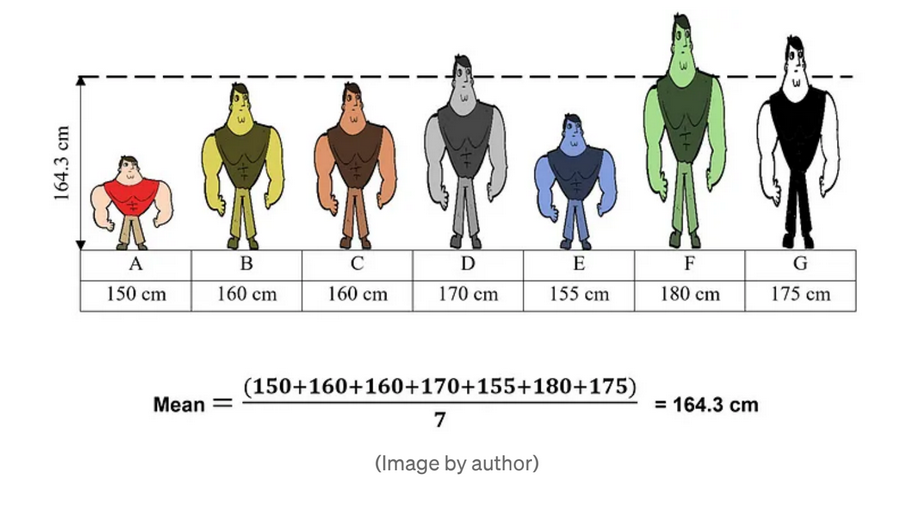 164.3 cm
A B C D E F G
150 cm 160 cm 160 cm 170 cm 155 cm 180 cm 175 cm
(150+160+160+170+155+180+175)
Mean = = 164.3 cm
7
(Image by author)